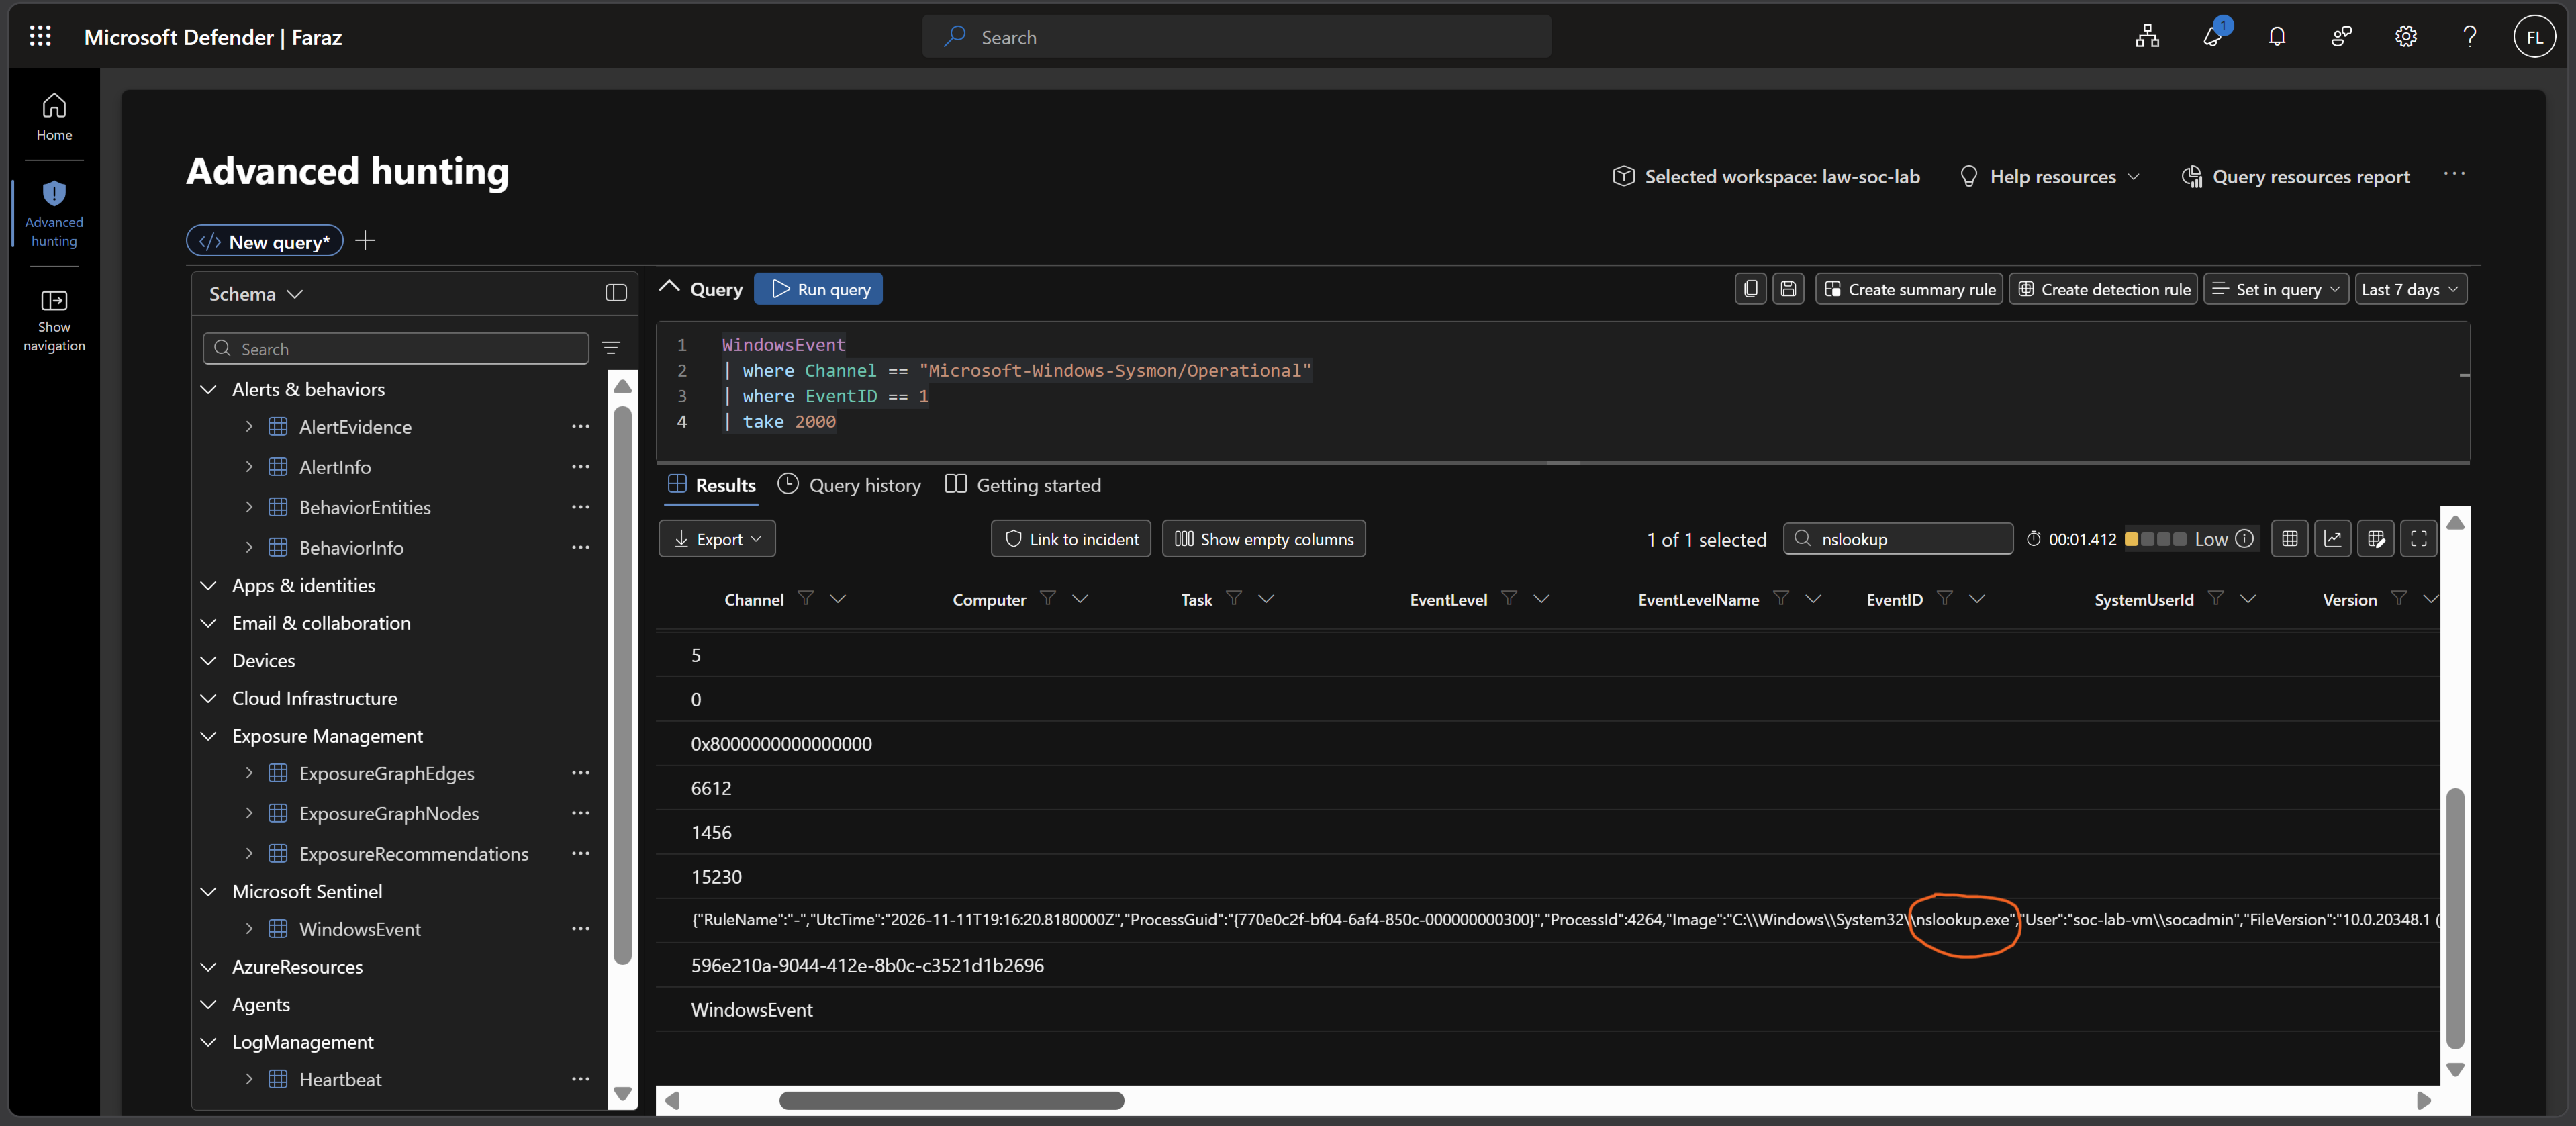 Microsoft Defender | Faraz
Search
1
FL
Home
Advanced
hunting
Show
navigation
Advanced hunting
Selected workspace: law-soc-lab
Help resources
Query resources report
New query*
Schema
Search
Alerts & behaviors
AlertEvidence
AlertInfo
BehaviorEntities
BehaviorInfo
Apps & identities
Email & collaboration
Devices
Cloud Infrastructure
Exposure Management
ExposureGraphEdges
ExposureGraphNodes
ExposureRecommendations
Microsoft Sentinel
WindowsEvent
AzureResources
Agents
LogManagement
Heartbeat
Query
Run query
Create summary rule
Create detection rule
Set in query
Last 7 days
1 WindowsEvent
2 | where Channel == "Microsoft-Windows-Sysmon/Operational"
3 | where EventID == 1
4 | take 2000
Results
Query history
Getting started
Export
Link to incident
Show empty columns
1 of 1 selected
nslookup
00:01.412
Low
Channel Computer Task EventLevel EventLevelName EventID SystemUserId Version
5
0
0x8000000000000000
6612
1456
15230
{"RuleName":"-","UtcTime":"2026-11-11T19:16:20.8180000Z","ProcessGuid":"{770e0c2f-bf04-6af4-850c-000000000300}","ProcessId":4264,"Image":"C:\\Windows\\System32\\nslookup.exe","User":"soc-lab-vm\\socadmin","FileVersion":"10.0.20348.1 (
596e210a-9044-412e-8b0c-c3521d1b2696
WindowsEvent